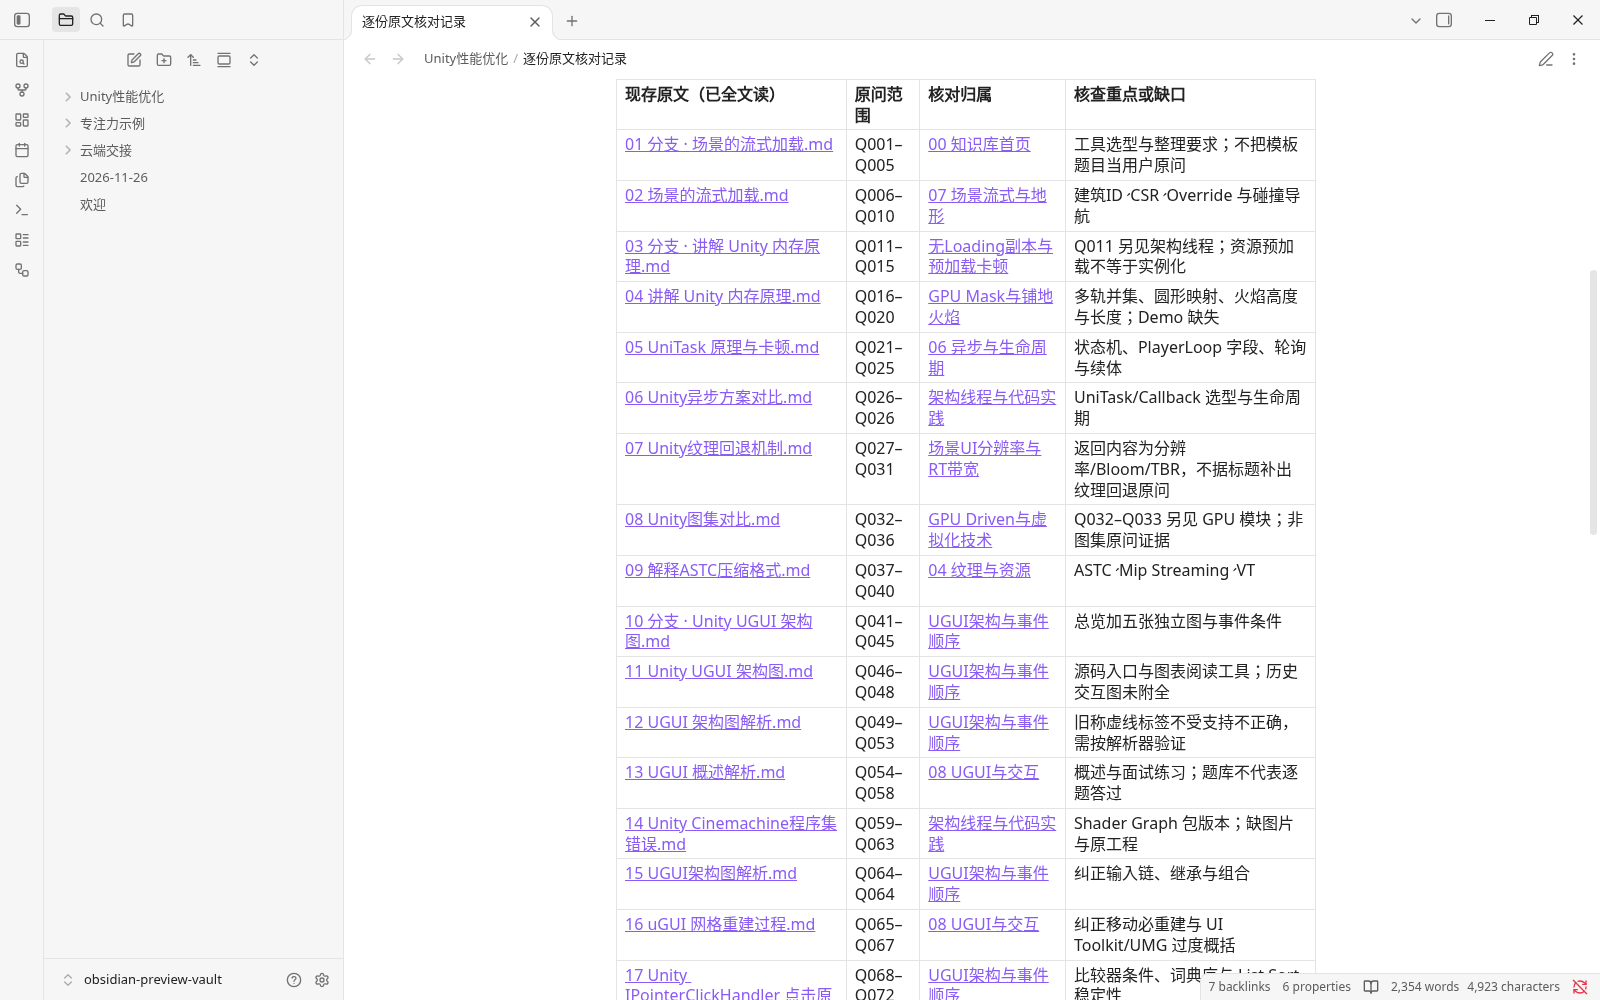 逐份原文核对记录
Unity性能优化 / 逐份原文核对记录
Unity性能优化
专注力示例
云端交接
2026-11-26
欢迎
obsidian-preview-vault
现存原文（已全文读）
原问范
围
核对归属
核查重点或缺口
01 分支 · 场景的流式加载.md
Q001–
Q005
00 知识库首页
工具选型与整理要求；不把模板
题目当用户原问
02 场景的流式加载.md
Q006–
Q010
07 场景流式与地
形
建筑ID、CSR、Override 与碰撞导
航
03 分支 · 讲解 Unity 内存原
理.md
Q011–
Q015
无Loading副本与
预加载卡顿
Q011 另见架构线程；资源预加
载不等于实例化
04 讲解 Unity 内存原理.md
Q016–
Q020
GPU Mask与铺地
火焰
多轨并集、圆形映射、火焰高度
与长度；Demo 缺失
05 UniTask 原理与卡顿.md
Q021–
Q025
06 异步与生命周
期
状态机、PlayerLoop 字段、轮询
与续体
06 Unity异步方案对比.md
Q026–
Q026
架构线程与代码实
践
UniTask/Callback 选型与生命周
期
07 Unity纹理回退机制.md
Q027–
Q031
场景UI分辨率与
RT带宽
返回内容为分辨
率/Bloom/TBR，不据标题补出
纹理回退原问
08 Unity图集对比.md
Q032–
Q036
GPU Driven与虚
拟化技术
Q032–Q033 另见 GPU 模块；非
图集原问证据
09 解释ASTC压缩格式.md
Q037–
Q040
04 纹理与资源
ASTC、Mip Streaming、VT
10 分支 · Unity UGUI 架构
图.md
Q041–
Q045
UGUI架构与事件
顺序
总览加五张独立图与事件条件
11 Unity UGUI 架构图.md
Q046–
Q048
UGUI架构与事件
顺序
源码入口与图表阅读工具；历史
交互图未附全
12 UGUI 架构图解析.md
Q049–
Q053
UGUI架构与事件
顺序
旧称虚线标签不受支持不正确，
需按解析器验证
13 UGUI 概述解析.md
Q054–
Q058
08 UGUI与交互
概述与面试练习；题库不代表逐
题答过
14 Unity Cinemachine程序集
错误.md
Q059–
Q063
架构线程与代码实
践
Shader Graph 包版本；缺图片
与原工程
15 UGUI架构图解析.md
Q064–
Q064
UGUI架构与事件
顺序
纠正输入链、继承与组合
16 uGUI 网格重建过程.md
Q065–
Q067
08 UGUI与交互
纠正移动必重建与 UI
Toolkit/UMG 过度概括
17 Unity
IPointerClickHandler 点击原
Q068–
Q072
UGUI架构与事件
顺序
比较器条件、词典序与 List Sort
稳定性
7 backlinks 6 properties 2,354 words 4,923 characters